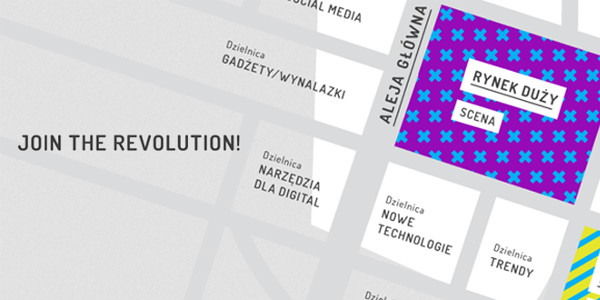 SOCIAL MEDIA
Dzielnica
GADŻETY/WYNALAZKI
ALEJA GŁÓWNA
RYNEK DUŻY
SCENA
JOIN THE REVOLUTION!
Dzielnica
NARZĘDZIA
DLA DIGITAL
Dzielnica
NOWE
TECHNOLOGIE
Dzielnica
TRENDY
Dzielnica